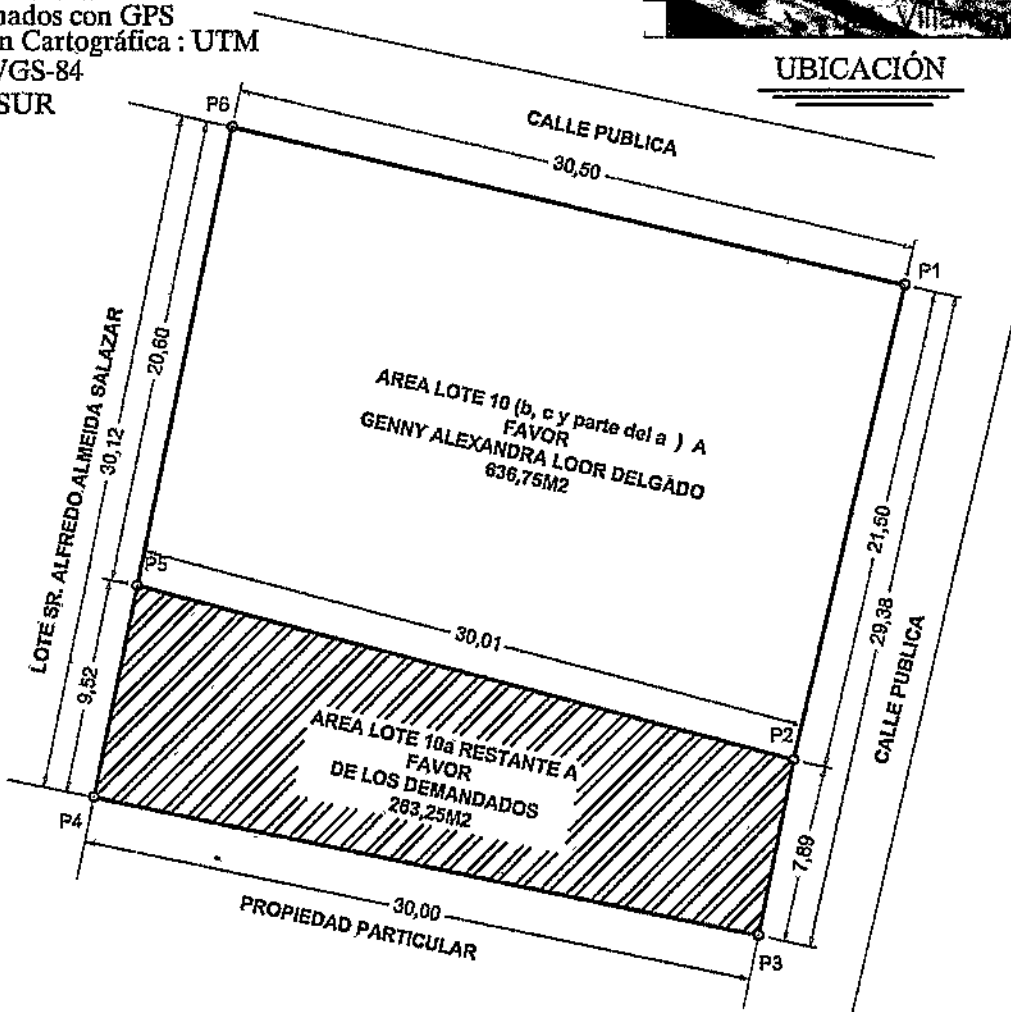 nados con GPS
n Cartográfica : UTM
VGS-84
SUR
UBICACIÓN
P6
CALLE PUBLICA
30,50
P1
LOTE SR. ALFREDO ALMEIDA SALAZAR
30,12
20,60
AREA LOTE 10 (b, c y parte del a ) A
FAVOR
GENNY ALEXANDRA LOOR DELGADO
636,75M2
21,50
29,38
CALLE PUBLICA
P5
30,01
P2
9,52
AREA LOTE 10a RESTANTE A
FAVOR
DE LOS DEMANDADOS
263,25M2
7,89
P4
30,00
PROPIEDAD PARTICULAR
P3